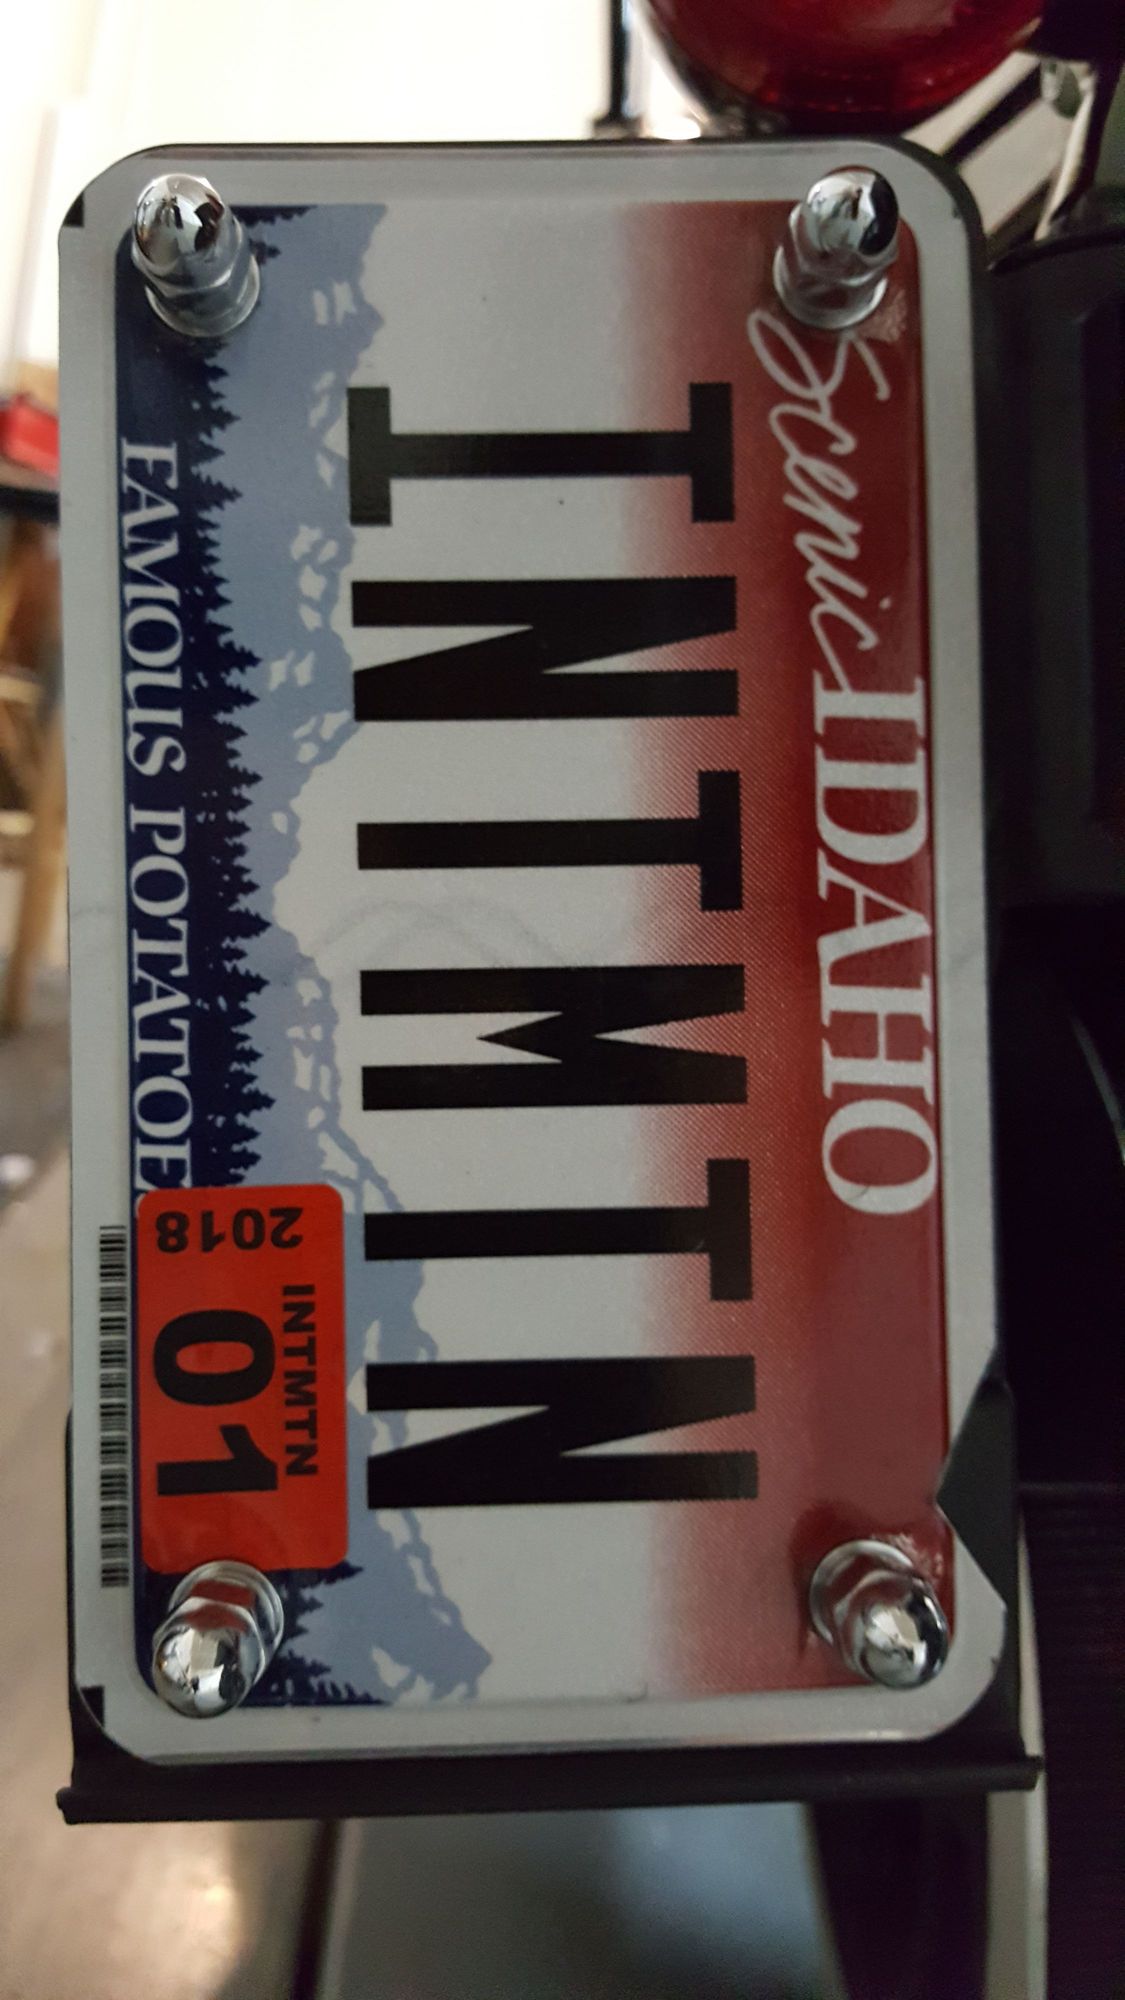 Scenic IDAHO
INTMTN
FAMOUS POTATOE
INTMTN
01
2018